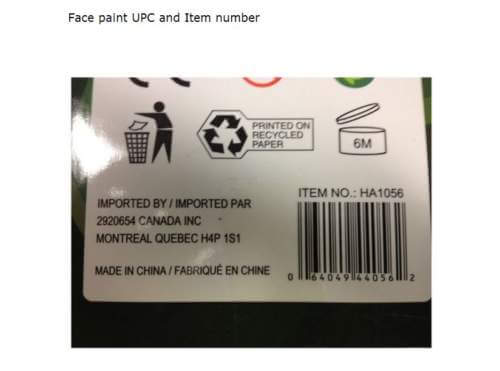 Face paint UPC and Item number
PRINTED ON
RECYCLED
PAPER
6M
IMPORTED BY / IMPORTED PAR
2920654 CANADA INC
MONTREAL QUEBEC H4P 1S1
MADE IN CHINA / FABRIQUÉ EN CHINE
ITEM NO.: HA1056
0 64049 44056 2